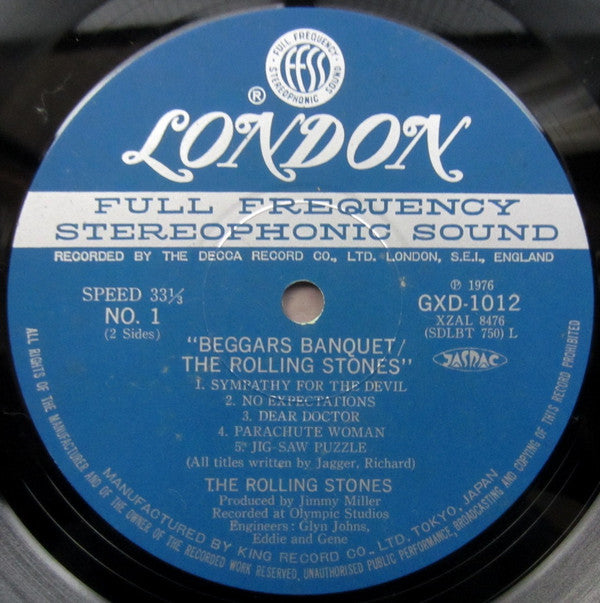 FULL FREQUENCY
FFSS
STEREOPHONIC SOUND
®
LONDON
FULL FREQUENCY
STEREOPHONIC SOUND
RECORDED BY THE DECCA RECORD CO., LTD. LONDON, S.E.I., ENGLAND
SPEED 33⅓
NO. 1
(2 Sides)
℗ 1976
GXD-1012
XZAL 8476
(SDLBT 750) L
JASRAC
"BEGGARS BANQUET/
THE ROLLING STONES"
1. SYMPATHY FOR THE DEVIL
2. NO EXPECTATIONS
3. DEAR DOCTOR
4. PARACHUTE WOMAN
5. JIG-SAW PUZZLE
(All titles written by Jagger, Richard)
THE ROLLING STONES
Produced by Jimmy Miller
Recorded at Olympic Studios
Engineers: Glyn Johns,
Eddie and Gene
MANUFACTURED BY KING RECORD CO., LTD, TOKYO, JAPAN
ALL RIGHTS OF THE MANUFACTURER AND OF THE OWNER OF THE RECORDED WORK RESERVED, UNAUTHORISED PUBLIC PERFORMANCE, BROADCASTING AND COPYING OF THIS RECORD PROHIBITED